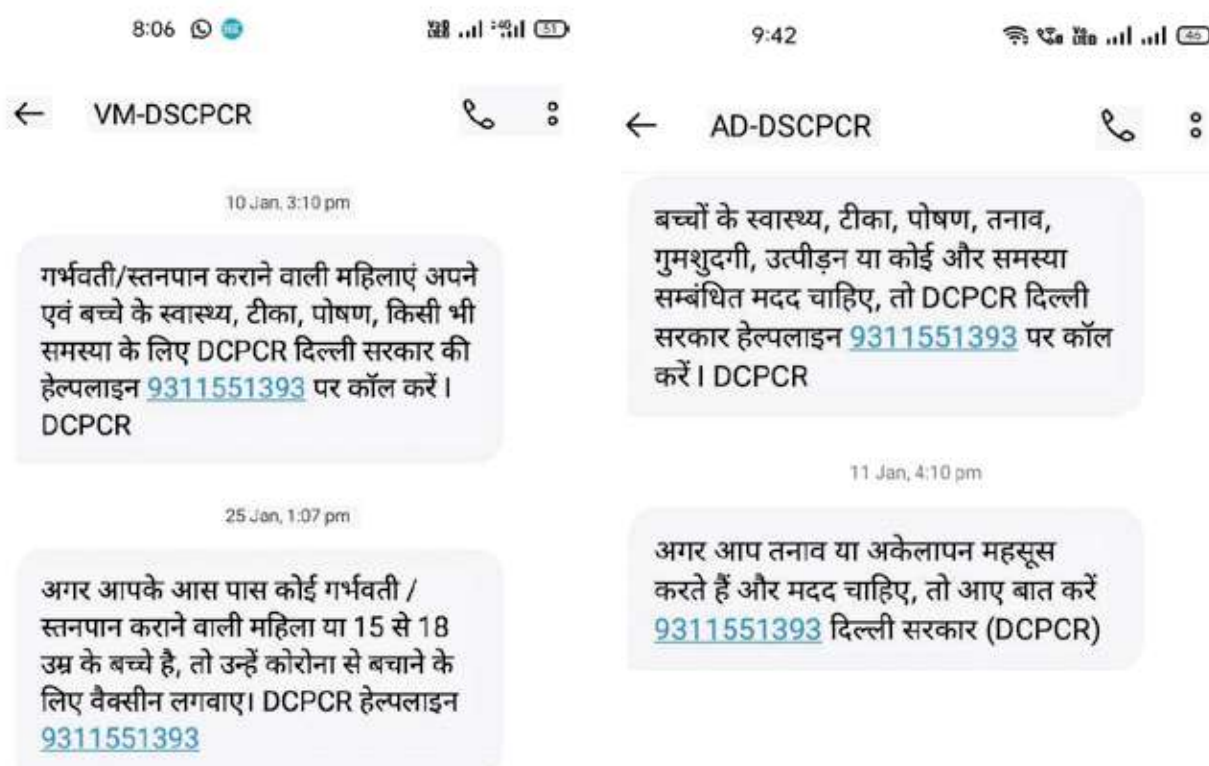 8:06
51
VM-DSCPCR
10 Jan, 3:10 pm
गर्भवती/स्तनपान कराने वाली महिलाएं अपने
एवं बच्चे के स्वास्थ्य, टीका, पोषण, किसी भी
समस्या के लिए DCPCR दिल्ली सरकार की
हेल्पलाइन 9311551393 पर कॉल करें ।
DCPCR
25 Jan, 1:07 pm
अगर आपके आस पास कोई गर्भवती /
स्तनपान कराने वाली महिला या 15 से 18
उम्र के बच्चे है, तो उन्हें कोरोना से बचाने के
लिए वैक्सीन लगवाए। DCPCR हेल्पलाइन
9311551393
9:42
46
AD-DSCPCR
बच्चों के स्वास्थ्य, टीका, पोषण, तनाव,
गुमशुदगी, उत्पीड़न या कोई और समस्या
सम्बंधित मदद चाहिए, तो DCPCR दिल्ली
सरकार हेल्पलाइन 9311551393 पर कॉल
करें । DCPCR
11 Jan, 4:10 pm
अगर आप तनाव या अकेलापन महसूस
करते हैं और मदद चाहिए, तो आए बात करें
9311551393 दिल्ली सरकार (DCPCR)